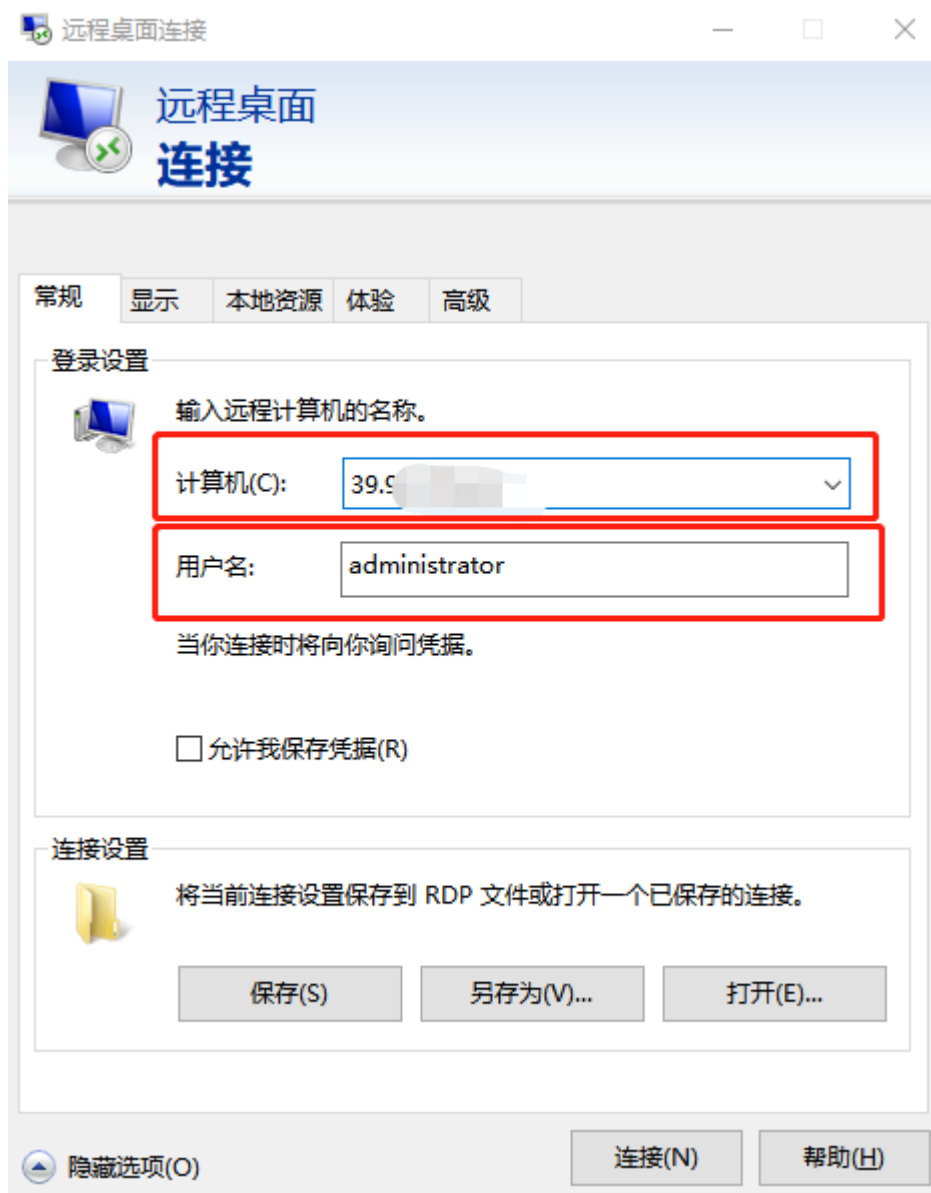 远程桌面连接
远程桌面
连接
常规 显示 本地资源 体验 高级
登录设置
输入远程计算机的名称。
计算机(C): 39.9
用户名: administrator
当你连接时将向你询问凭据。
允许我保存凭据(R)
连接设置
将当前连接设置保存到 RDP 文件或打开一个已保存的连接。
保存(S) 另存为(V)... 打开(E)...
隐藏选项(O) 连接(N) 帮助(H)